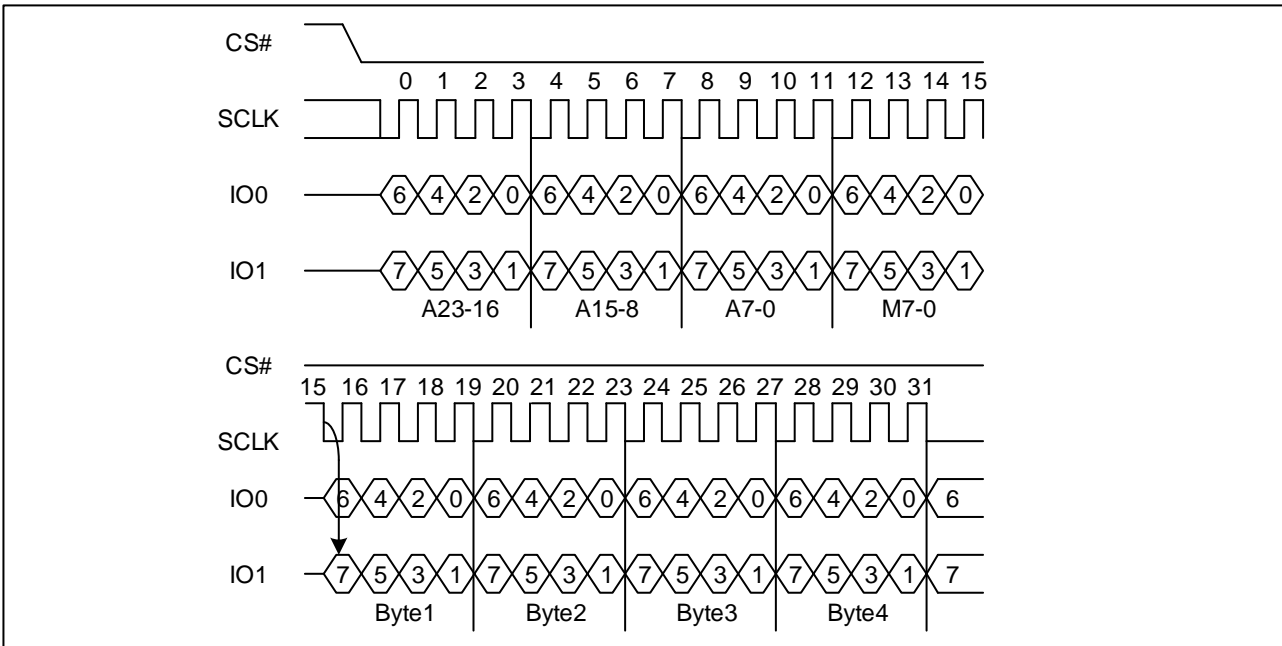 CS#
0 1 2 3 4 5 6 7 8 9 10 11 12 13 14 15
SCLK
IO0 6 4 2 0 6 4 2 0 6 4 2 0 6 4 2 0
IO1 7 5 3 1 7 5 3 1 7 5 3 1 7 5 3 1
A23-16 A15-8 A7-0 M7-0
CS#
15 16 17 18 19 20 21 22 23 24 25 26 27 28 29 30 31
SCLK
IO0 6 4 2 0 6 4 2 0 6 4 2 0 6 4 2 0 6
IO1 7 5 3 1 7 5 3 1 7 5 3 1 7 5 3 1 7
Byte1 Byte2 Byte3 Byte4